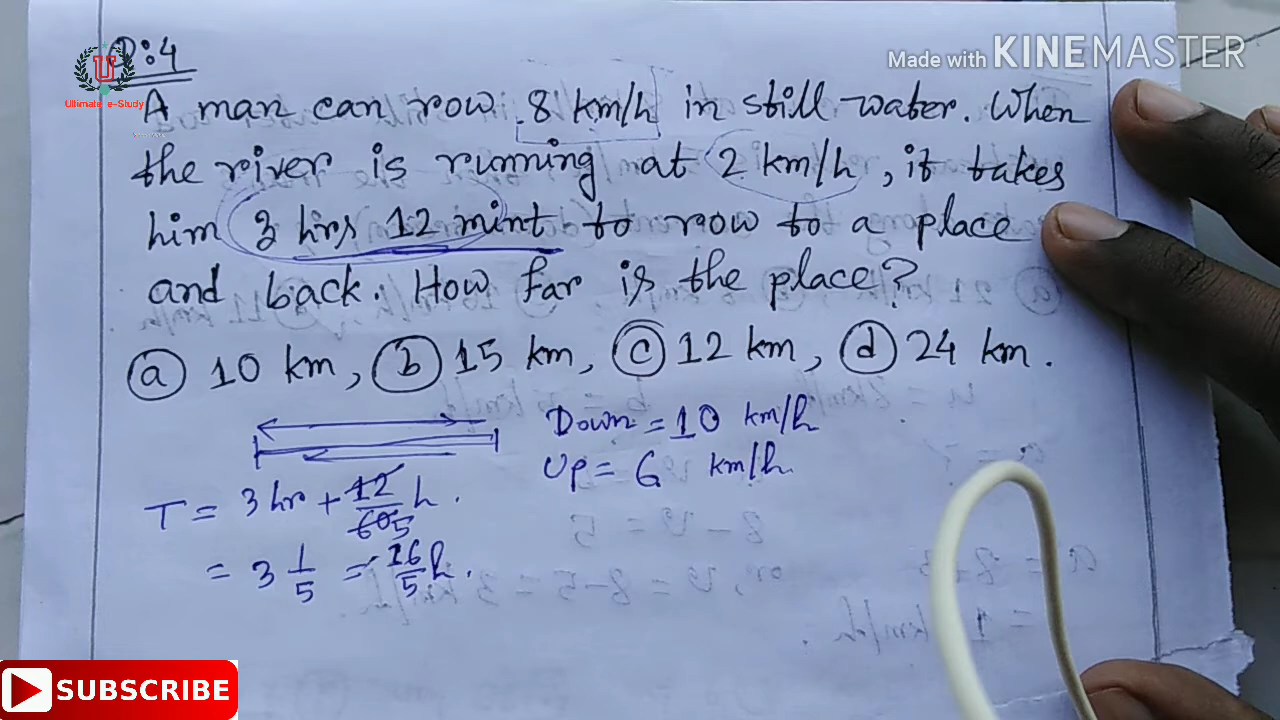 Q:4
Ultimate e-Study
Made with KINEMASTER
A man can row 8 km/h in still water. When
the river is running at 2 km/h, it takes
him 3 hrs 12 mint to row to a place
and back. How far is the place?
(a) 10 km, (b) 15 km, (c) 12 km, (d) 24 km.
Down = 10 km/h
Up = 6 km/h.
T = 3 hr + 12/60 5 h.
= 3 1/5 = 16/5 h.
SUBSCRIBE